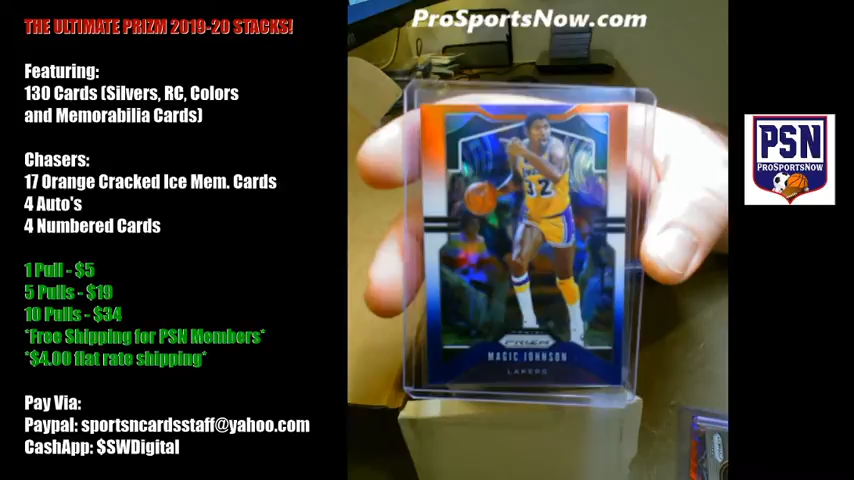 THE ULTIMATE PRIZM 2019-20 STACKS!
Featuring:
130 Cards (Silvers, RC, Colors
and Memorabilia Cards)
Chasers:
17 Orange Cracked Ice Mem. Cards
4 Auto's
4 Numbered Cards
1 Pull - $5
5 Pulls - $19
10 Pulls - $34
*Free Shipping for PSN Members*
*$4.00 flat rate shipping*
Pay Via:
Paypal: sportsncardsstaff@yahoo.com
CashApp: $SWDigital
ProSportsNow.com
32
PRIZM
MAGIC JOHNSON
LAKERS
PSN
PROSPORTSNOW